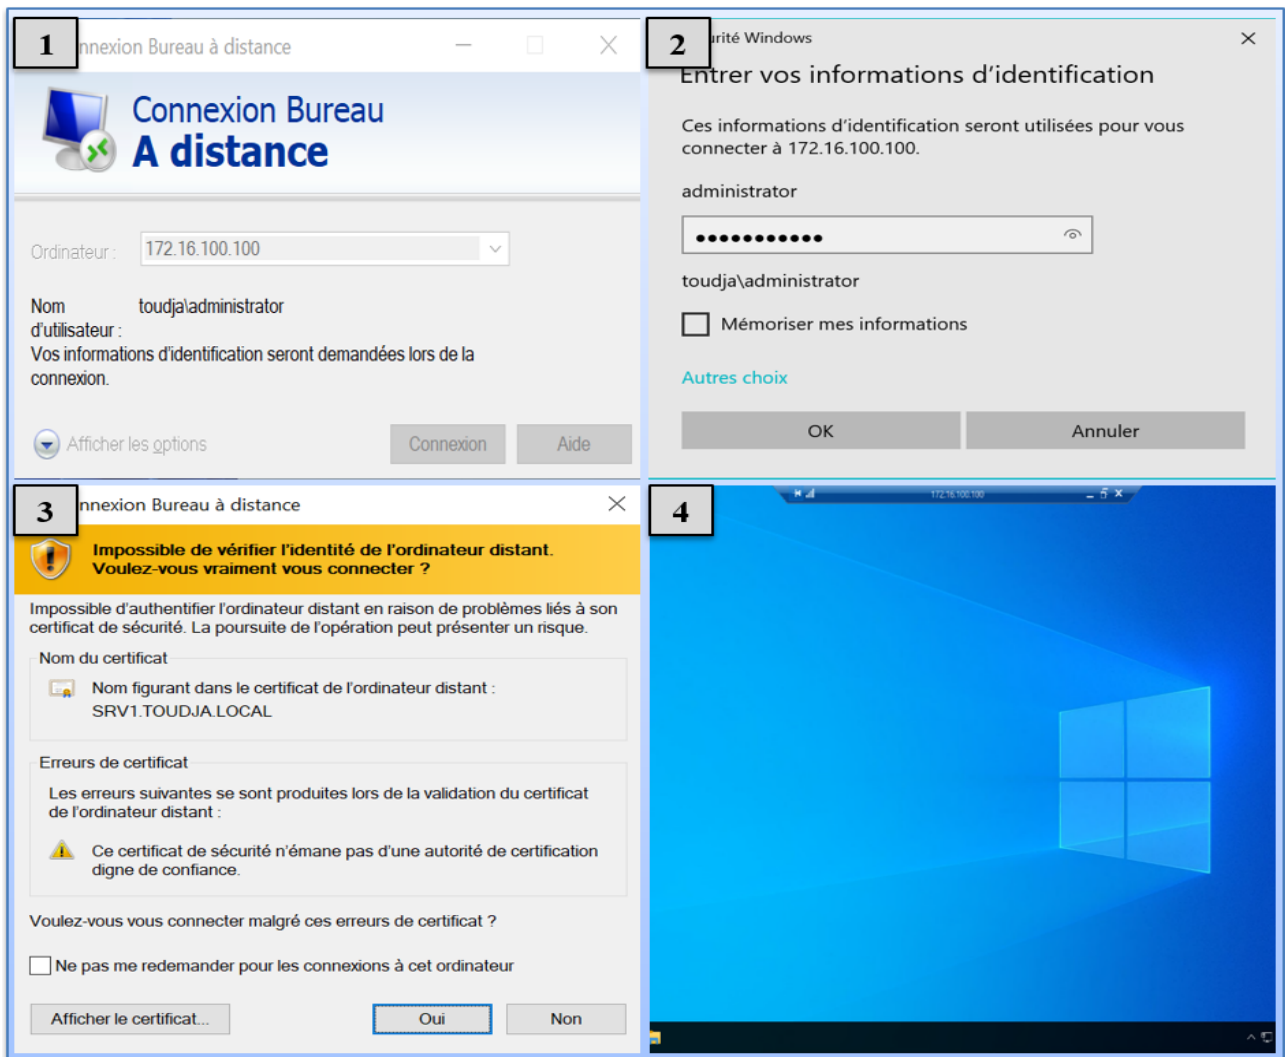 1
nnexion Bureau à distance
Connexion Bureau
A distance
Ordinateur :
172.16.100.100
Nom
d'utilisateur :
toudja\administrator
Vos informations d'identification seront demandées lors de la
connexion.
Afficher les options
Connexion
Aide
2
urité Windows
Entrer vos informations d'identification
Ces informations d'identification seront utilisées pour vous
connecter à 172.16.100.100.
administrator
toudja\administrator
Mémoriser mes informations
Autres choix
OK
Annuler
3
nnexion Bureau à distance
Impossible de vérifier l'identité de l'ordinateur distant.
Voulez-vous vraiment vous connecter ?
Impossible d'authentifier l'ordinateur distant en raison de problèmes liés à son
certificat de sécurité. La poursuite de l'opération peut présenter un risque.
Nom du certificat
Nom figurant dans le certificat de l'ordinateur distant :
SRV1.TOUDJA.LOCAL
Erreurs de certificat
Les erreurs suivantes se sont produites lors de la validation du certificat
de l'ordinateur distant :
Ce certificat de sécurité n'émane pas d'une autorité de certification
digne de confiance.
Voulez-vous vous connecter malgré ces erreurs de certificat ?
Ne pas me redemander pour les connexions à cet ordinateur
Afficher le certificat...
Oui
Non
4
172.16.100.100